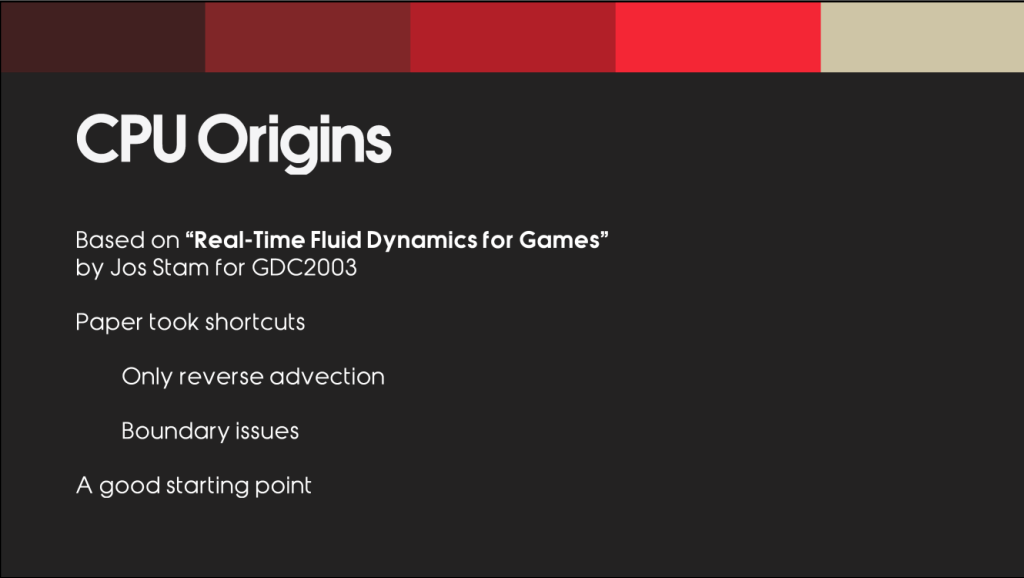 CPU Origins
Based on “Real-Time Fluid Dynamics for Games”
by Jos Stam for GDC2003
Paper took shortcuts
Only reverse advection
Boundary issues
A good starting point